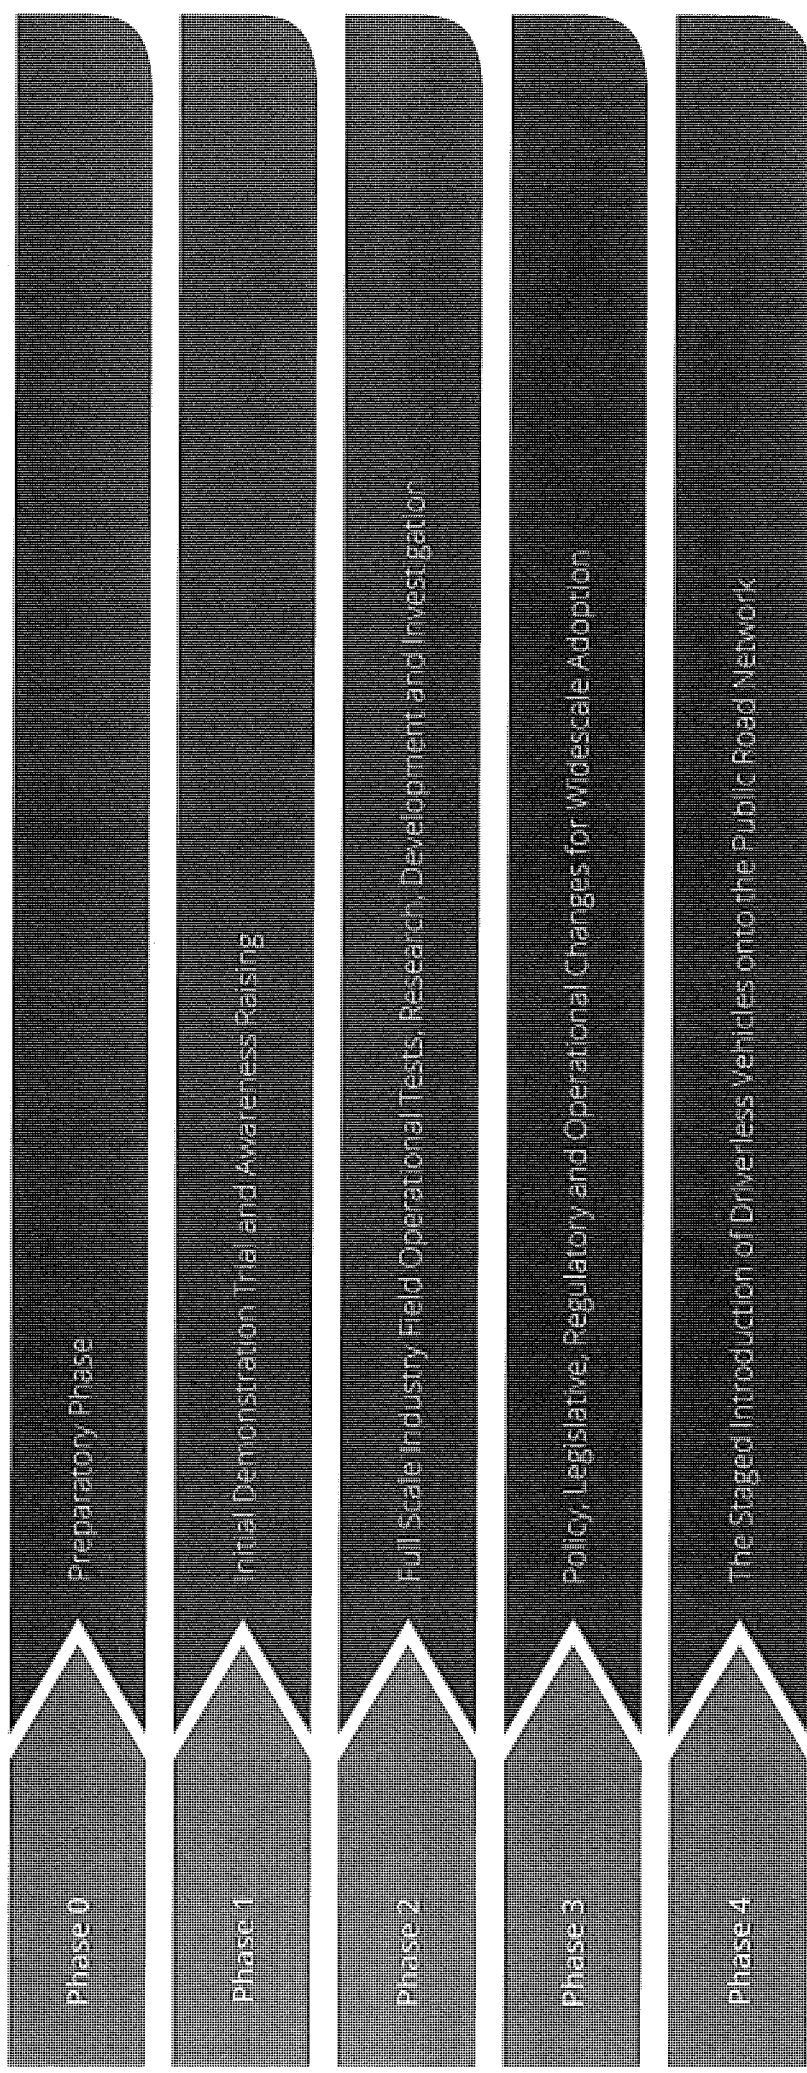 Phase 0
Preparatory Phase
Phase 1
Initial Demonstration Trial and Awareness Raising
Phase 2
Full Scale Industry Field Operational Tests, Research, Development and Investigation
Phase 3
Policy, Legislative, Regulatory and Operational Changes for Widescale Adoption
Phase 4
The Staged Introduction of Driverless Vehicles onto the Public Road Network